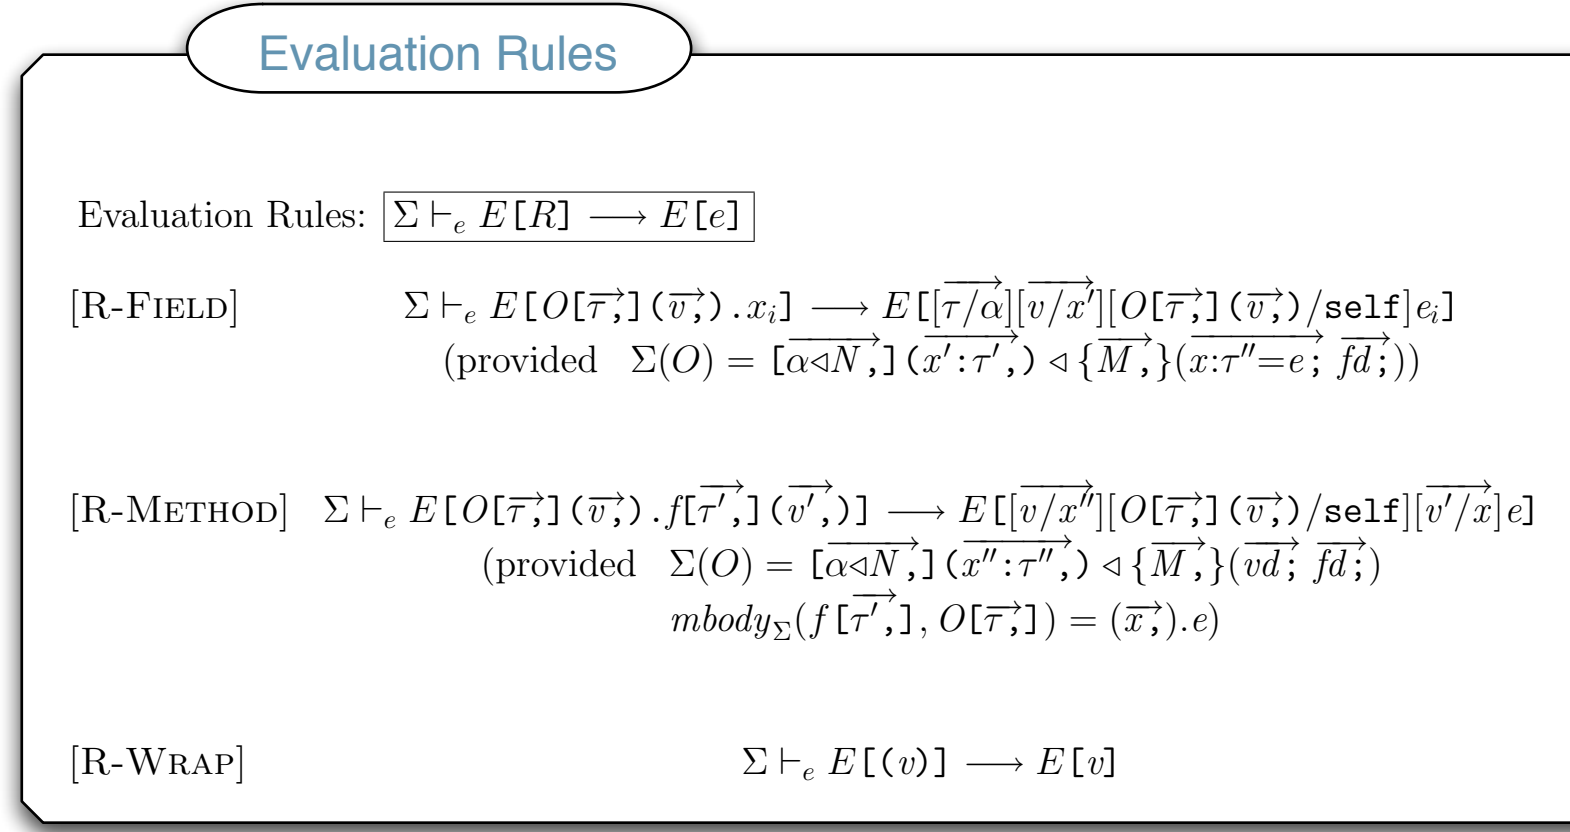 Evaluation Rules
Evaluation Rules: Σ ⊢ₑ E[R] ⟶ E[e]
[R-FIELD] Σ ⊢ₑ E[O[τ⃗,](v⃗,).xᵢ] ⟶ E[[τ/α⃗][v/x′⃗][O[τ⃗,](v⃗,)/self]eᵢ]
(provided Σ(O) = [α◁N,⃗](x′:τ′,⃗) ◁ {M,⃗}(x:τ″=e;⃗ fd;⃗))
[R-METHOD] Σ ⊢ₑ E[O[τ⃗,](v⃗,).f[τ′,⃗](v′,⃗)] ⟶ E[[v/x″⃗][O[τ⃗,](v⃗,)/self][v′/x⃗]e]
(provided Σ(O) = [α◁N,⃗](x″:τ″,⃗) ◁ {M,⃗}(vd;⃗ fd;⃗)
mbody_Σ(f[τ′,⃗], O[τ⃗,]) = (x⃗,).e)
[R-WRAP] Σ ⊢ₑ E[(v)] ⟶ E[v]